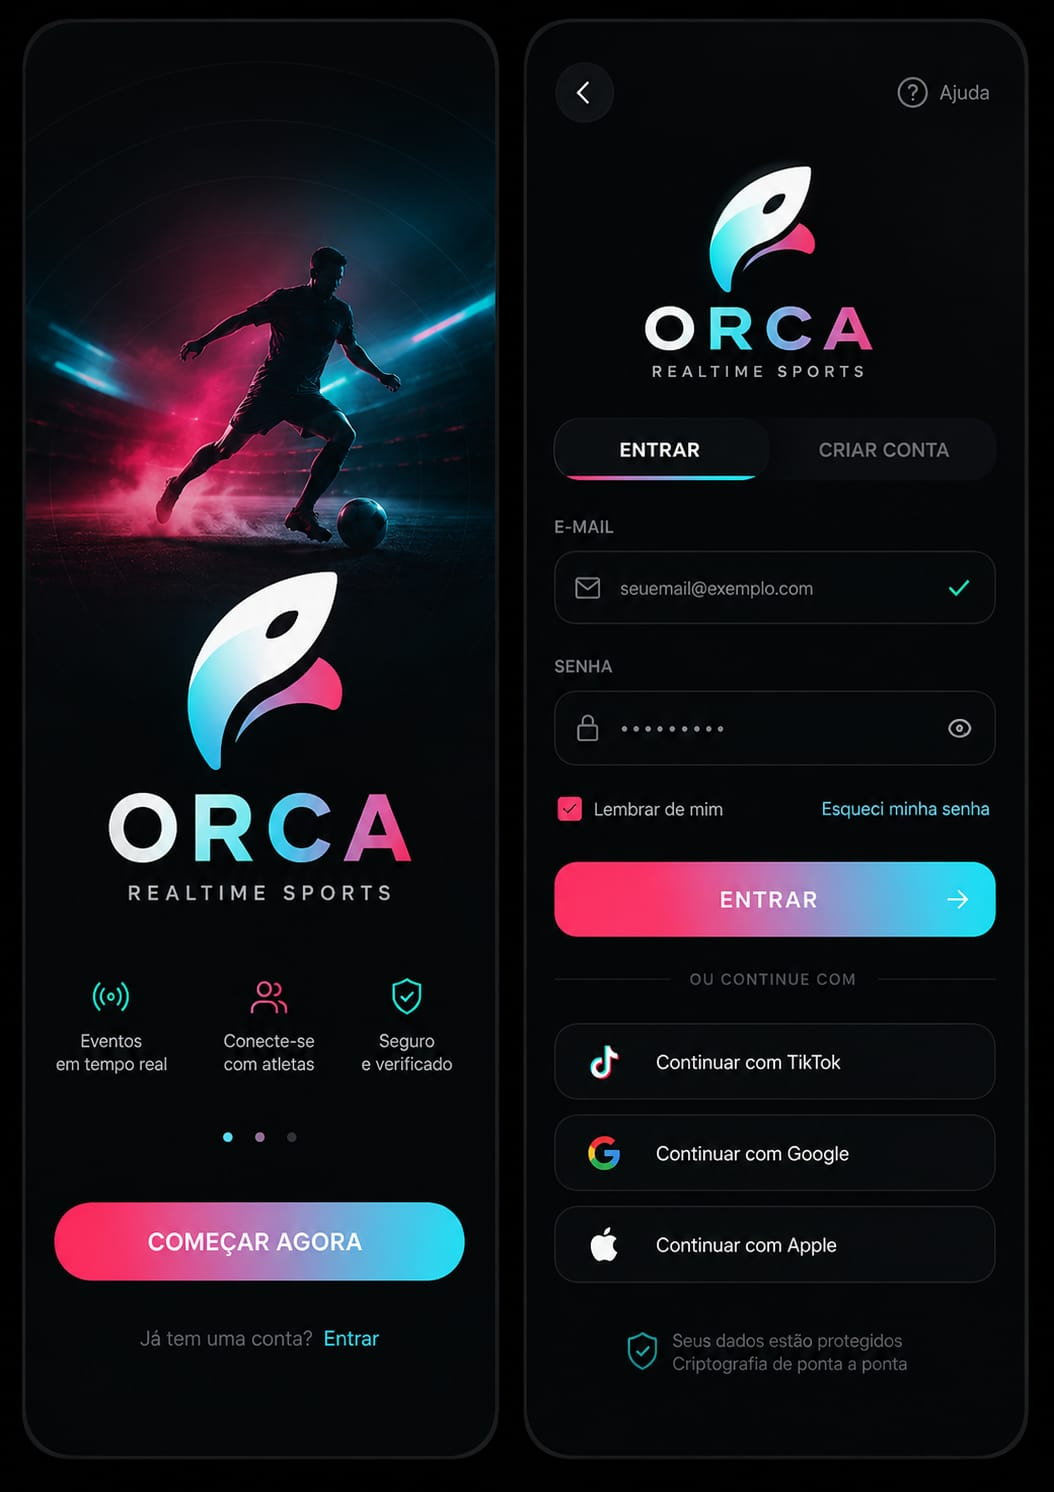 ORCA
REALTIME SPORTS
Eventos
em tempo real
Conecte-se
com atletas
Seguro
e verificado
COMEÇAR AGORA
Já tem uma conta? Entrar
Ajuda
ORCA
REALTIME SPORTS
ENTRAR
CRIAR CONTA
E-MAIL
seuemail@exemplo.com
SENHA
Lembrar de mim
Esqueci minha senha
ENTRAR
OU CONTINUE COM
Continuar com TikTok
Continuar com Google
Continuar com Apple
Seus dados estão protegidos
Criptografia de ponta a ponta